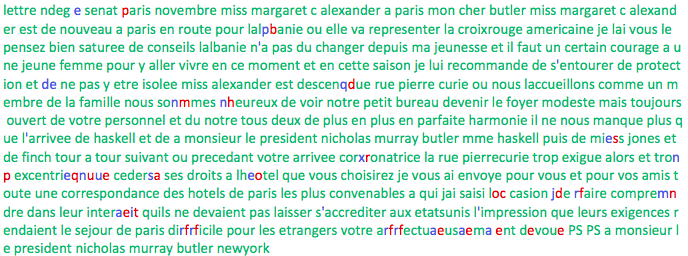 lettre ndeg e senat paris novembre miss margaret c alexander a paris mon cher butler miss margaret c alexand
er est de nouveau a paris en route pour lalpbanie ou elle va representer la croixrouge americaine je lai vous le
pensez bien saturee de conseils lalbanie n'a pas du changer depuis ma jeunesse et il faut un certain courage a u
ne jeune femme pour y aller vivre en ce moment et en cette saison je lui recommande de s'entourer de protect
ion et de ne pas y etre isolee miss alexander est descenqdue rue pierre curie ou nous laccueillons comme un m
embre de la famille nous sonmmes nheureux de voir notre petit bureau devenir le foyer modeste mais toujours
ouvert de votre personnel et du notre tous deux de plus en plus en parfaite harmonie il ne nous manque plus q
ue l'arrivee de haskell et de a monsieur le president nicholas murray butler mme haskell puis de miess jones et
de finch tour a tour suivant ou precedant votre arrivee corxronatrice la rue pierrecurie trop exigue alors et tron
p excentrieqnuue cedersa ses droits a lheotel que vous choisirez je vous ai envoye pour vous et pour vos amis t
oute une correspondance des hotels de paris les plus convenables a qui jai saisi loc casion jde rfaire compremn
dre dans leur interaeit quils ne devaient pas laisser s'accrediter aux etatsunis l'impression que leurs exigences r
endaient le sejour de paris dirfrficile pour les etrangers votre arfrfectuaeusaema ent devoue PS PS a monsieur l
e president nicholas murray butler newyork